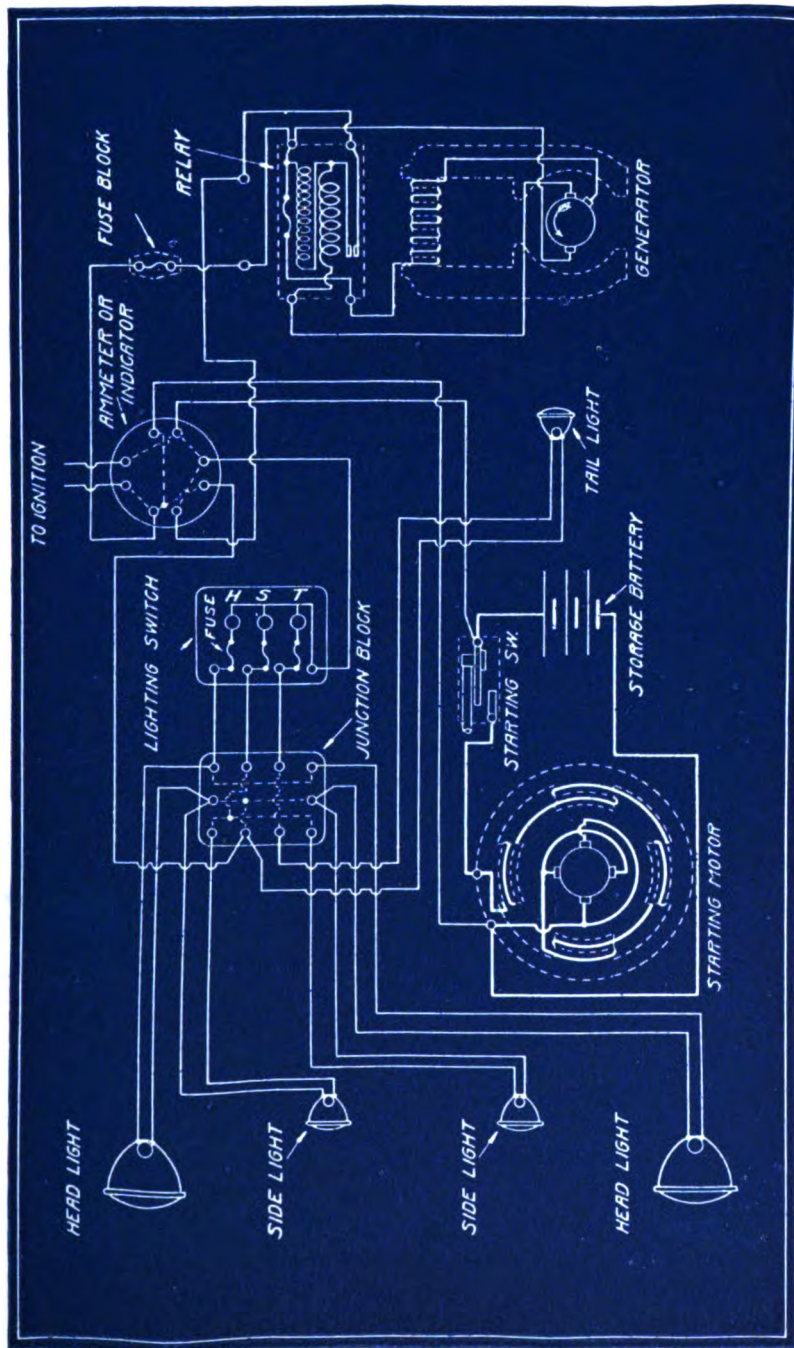 TO IGNITION
AMMETER OR
INDICATOR
FUSE BLOCK
RELAY
GENERATOR
LIGHTING SWITCH
FUSE
H
S
T
JUNCTION BLOCK
TAIL LIGHT
STARTING SW.
STORAGE BATTERY
STARTING MOTOR
HEAD LIGHT
SIDE LIGHT
SIDE LIGHT
HEAD LIGHT